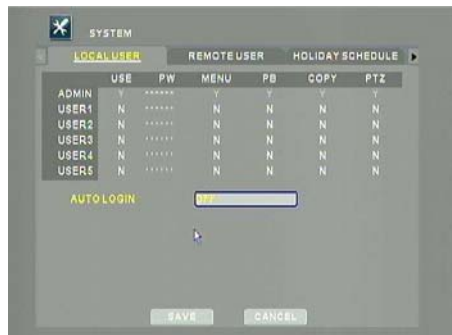 SYSTEM
LOCAL USER REMOTE USER HOLIDAY SCHEDULE
USE PW MENU PB COPY PTZ
ADMIN Y ****** Y Y Y Y
USER1 N ****** N N N N
USER2 N ****** N N N N
USER3 N ****** N N N N
USER4 N ****** N N N N
USER5 N ****** N N N N
AUTO LOGIN OFF
SAVE CANCEL